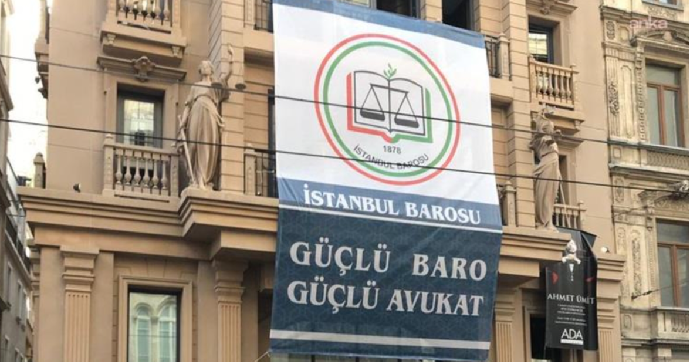 anka
1878
İSTANBUL BAROSU
İSTANBUL BAROSU
GÜÇLÜ BARO
GÜÇLÜ AVUKAT
AHMET ÜMİT
ADA